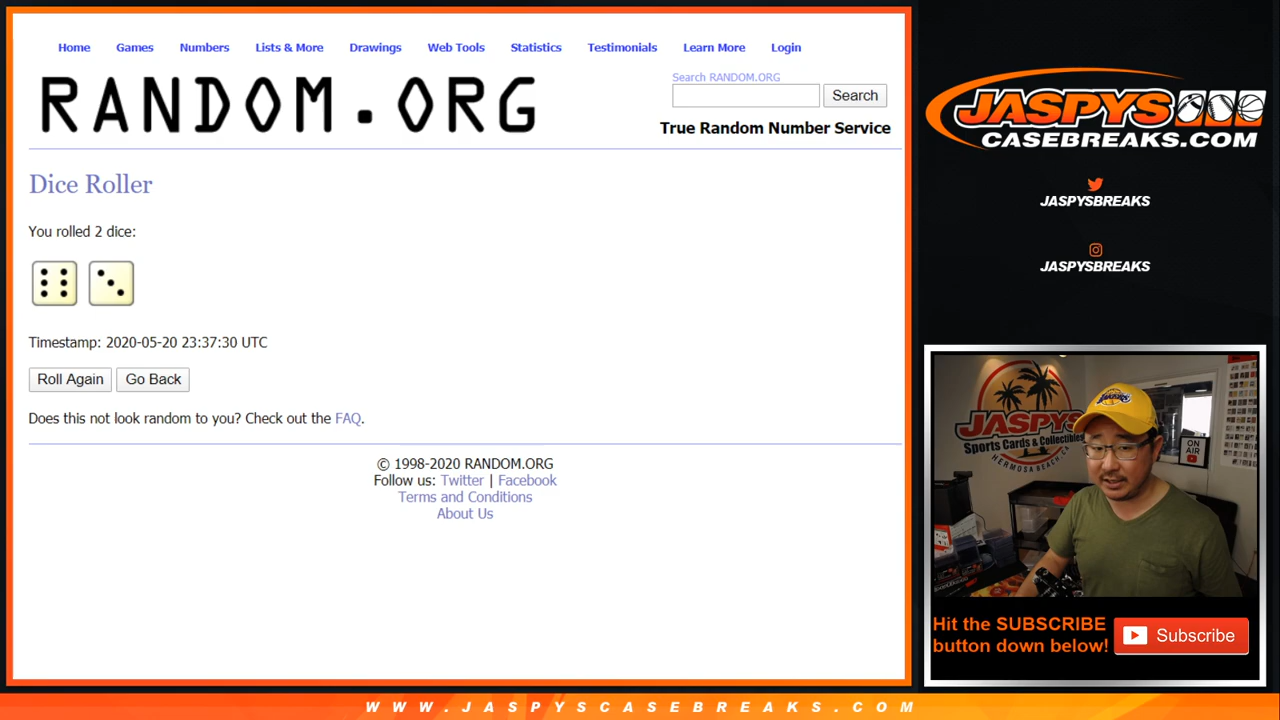 Home Games Numbers Lists & More Drawings Web Tools Statistics Testimonials Learn More Login
RANDOM.ORG
Search RANDOM.ORG
Search
True Random Number Service
Dice Roller
You rolled 2 dice:
Timestamp: 2020-05-20 23:37:30 UTC
Roll Again Go Back
Does this not look random to you? Check out the FAQ.
© 1998-2020 RANDOM.ORG
Follow us: Twitter | Facebook
Terms and Conditions
About Us
JASPYS
CASEBREAKS.COM
JASPYSBREAKS
JASPYSBREAKS
JASPYS
Sports Cards & Collectibles
HERMOSA BEACH, CA
ON
AIR
Hit the SUBSCRIBE
button down below!
Subscribe
WWW.JASPYSCASEBREAKS.COM